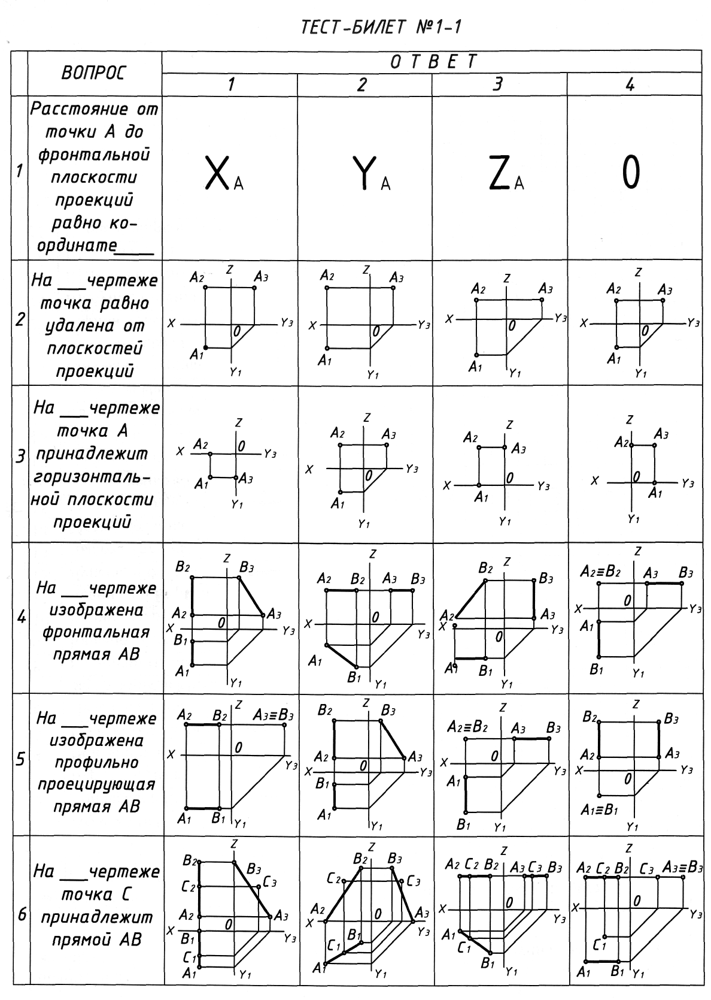 ТЕСТ-БИЛЕТ №1-1
ВОПРОС
ОТВЕТ
1 2 3 4
1
Расстояние от
точки А до
фронтальной
плоскости
проекций
равно ко-
ординате____
XA
YA
ZA
0
2
На ___чертеже
точка равно
удалена от
плоскостей
проекций
Z
A2 A3
X 0 Y3
A1
Y1
Z
A2 A3
X 0 Y3
A1
Y1
Z
A2 A3
X 0 Y3
A1 Y1
Z
A2 A3
X 0 Y3
A1
Y1
3
На ___чертеже
точка А
принадлежит
горизонталь-
ной плоскости
проекций
Z
X A2 0 Y3
A1 A3
Y1
Z
A2 A3
X 0 Y3
A1
Y1
Z
A2 A3
X 0 Y3
A1
Y1
Z
A2 A3
X 0 Y3
A1
Y1
4
На ___чертеже
изображена
фронтальная
прямая АВ
B2 Z B3
A2 0 A3
X Y3
B1
A1 Y1
Z
A2 B2 A3 B3
X 0 Y3
A1
B1 Y1
B2 Z B3
A2 A3
X 0 Y3
A1 B1 Y1
Z
A2≡B2 A3 B3
X 0 Y3
A1
B1 Y1
5
На ___чертеже
изображена
профильно
проецирующая
прямая АВ
Z
A2 B2 A3≡B3
X 0 Y3
A1 B1 Y1
Z
B2 B3
A2 0 A3
X Y3
B1
A1 Y1
Z
A2≡B2 A3 B3
X 0 Y3
A1
B1 Y1
Z
B2 B3
A2 A3
X 0 Y3
A1≡B1 Y1
6
На ___чертеже
точка С
принадлежит
прямой АВ
Z
B2 B3
C2 C3
A2 0 A3
X Y3
B1
C1
A1 Y1
Z
B2 B3
C2 C3
A2 0 A3
X Y3
B1
C1
A1 Y1
Z
A2 C2 B2 A3 C3 B3
X 0 Y3
A1
C1
B1 Y1
Z
A2 C2 B2 C3 A3≡B3
X 0 Y3
C1
A1 B1 Y1